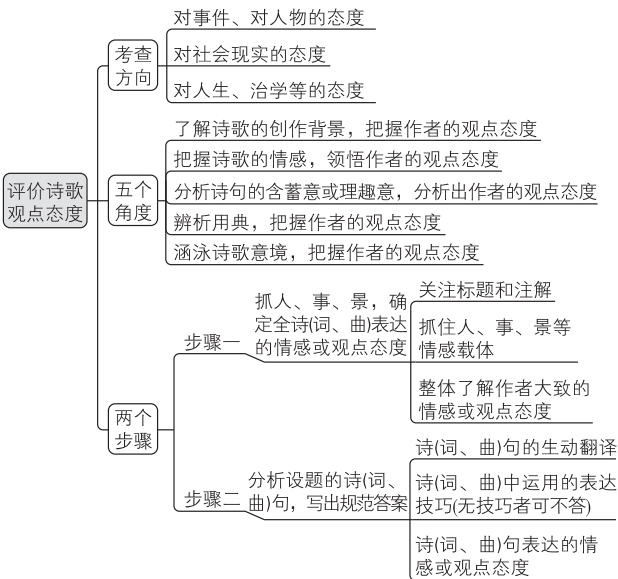 评价诗歌
观点态度
考查
方向
对事件、对人物的态度
对社会现实的态度
对人生、治学等的态度
五个
角度
了解诗歌的创作背景，把握作者的观点态度
把握诗歌的情感，领悟作者的观点态度
分析诗句的含蓄意或理趣意，分析出作者的观点态度
辨析用典，把握作者的观点态度
涵泳诗歌意境，把握作者的观点态度
两个
步骤
步骤一
抓人、事、景，确
定全诗(词、曲)表达
的情感或观点态度
关注标题和注解
抓住人、事、景等
情感载体
整体了解作者大致的
情感或观点态度
步骤二
分析设题的诗(词、
曲)句，写出规范答案
诗(词、曲)句的生动翻译
诗(词、曲)中运用的表达
技巧(无技巧者可不答)
诗(词、曲)句表达的情
感或观点态度